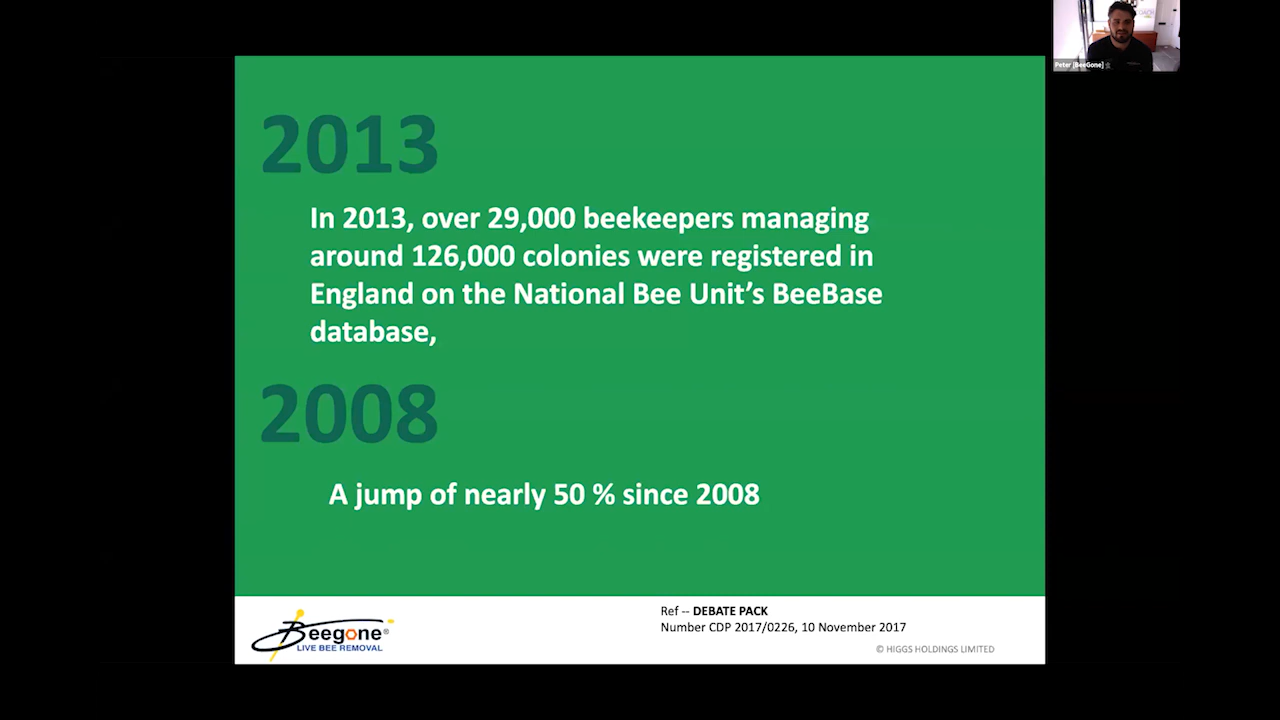 Peter [BeeGone]
2013
In 2013, over 29,000 beekeepers managing
around 126,000 colonies were registered in
England on the National Bee Unit's BeeBase
database,
2008
A jump of nearly 50 % since 2008
Beegone®
LIVE BEE REMOVAL
Ref -- DEBATE PACK
Number CDP 2017/0226, 10 November 2017
© HIGGS HOLDINGS LIMITED